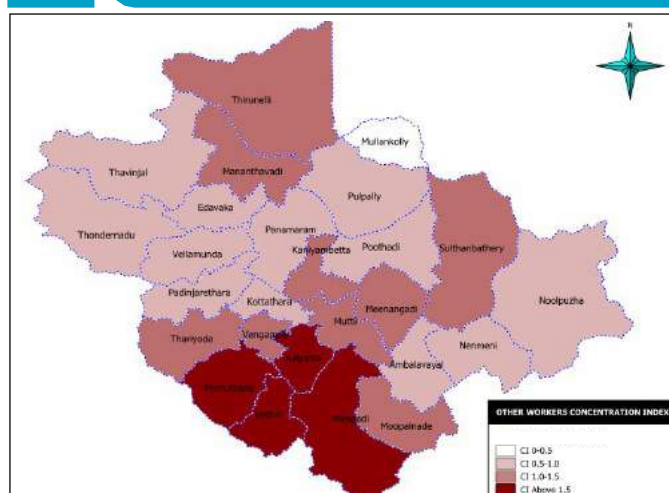 N
Thirunelli
Mullankolly
Mananthavadi
Thavinjal
Pulpally
Edavaka
Thondernadu
Panamaram
Sulthanbathery
Kaniyambetta
Poothadi
Vellamunda
Padinjarethara
Noolpuzha
Kottathara
Meenangadi
Muttil
Thariyode
Nenmeni
Ambalavayal
Moopainade
OTHER WORKERS CONCENTRATION INDEX
CI 0-0.5
CI 0.5-1.0
CI 1.0-1.5
CI Above 1.5